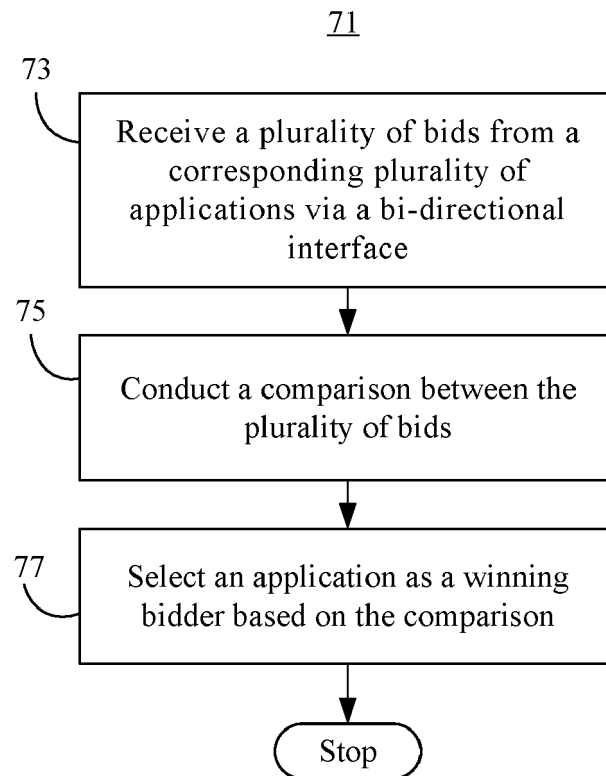 71
73
Receive a plurality of bids from a
corresponding plurality of
applications via a bi-directional
interface
75
Conduct a comparison between the
plurality of bids
77
Select an application as a winning
bidder based on the comparison
Stop